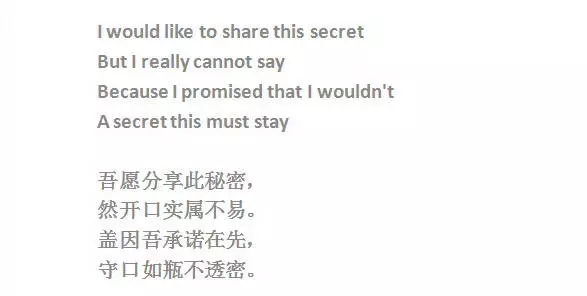 I would like to share this secret
But I really cannot say
Because I promised that I wouldn't
A secret this must stay
吾愿分享此秘密，
然开口实属不易。
盖因吾承诺在先，
守口如瓶不透密。